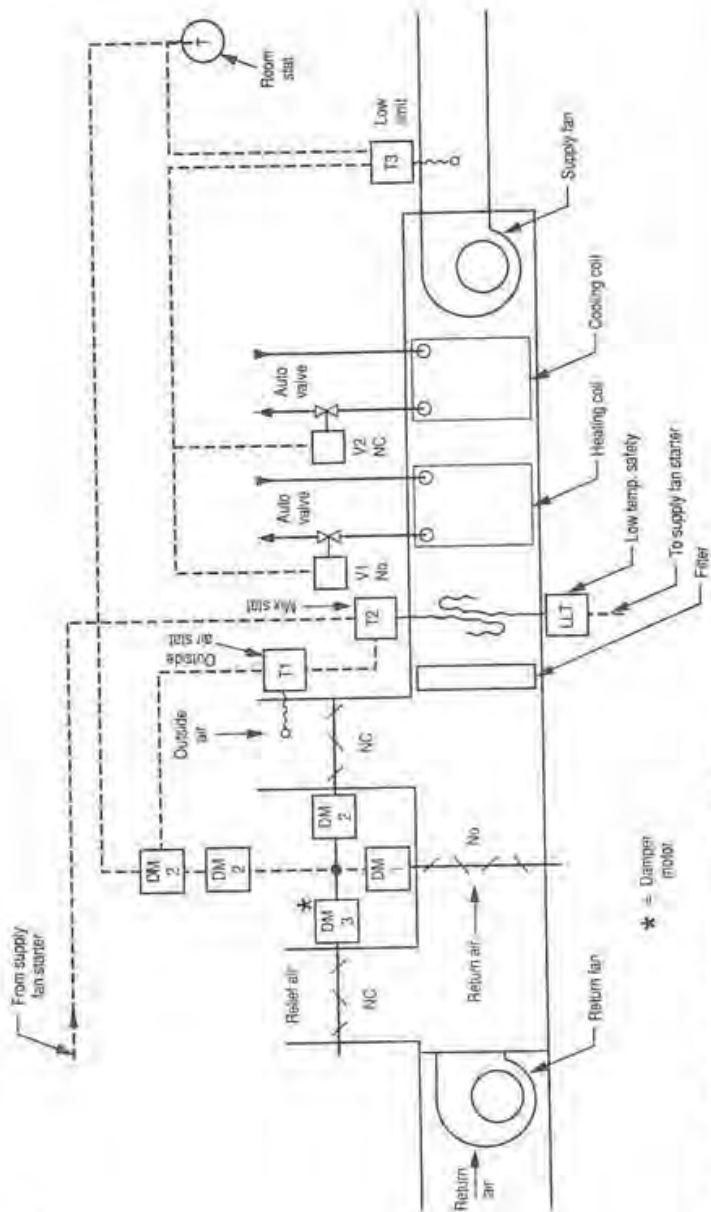 From supply
fan starter
T
Room
stat
Low
limit
T3
DM
2
DM
2
Outside
air stat
T1
Mix stat
T2
Auto
valve
V1
No.
Auto
valve
V2
NC
Outside
air
DM
2
NC
DM
3
*
DM
1
Relief air
NC
No
Return air
Supply fan
Cooling coil
Heating coil
Low temp. safety
To supply fan starter
LLT
Filter
Return
air
Return fan
* = Damper
motor